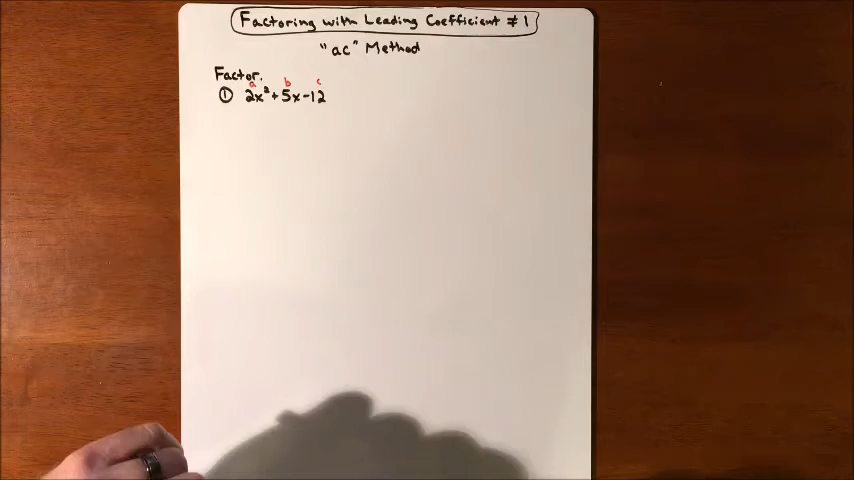 Factoring with Leading Coefficient ≠ 1
"ac" Method
Factor.
a b c
① 2x² + 5x - 12